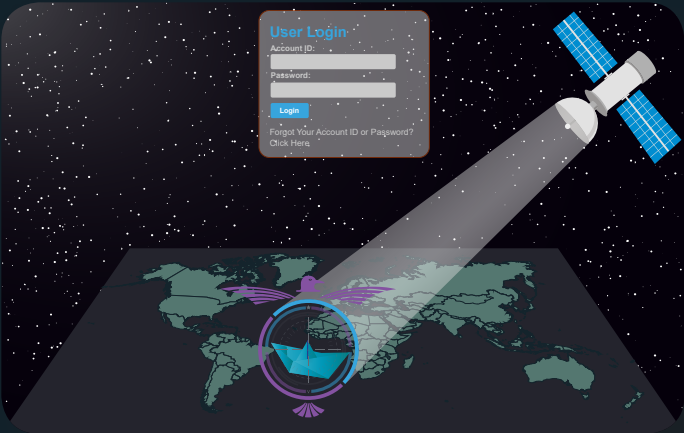 User Login
Account ID:
Password:
Login
Forgot Your Account ID or Password?
Click Here